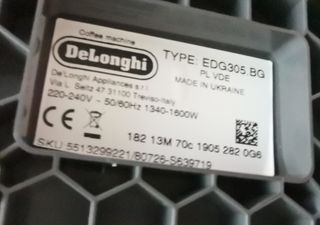 Coffee machine
DeLonghi
TYPE: EDG305.BG
PL VDE
MADE IN UKRAINE
De'Longhi Appliances s.r.l.
Via L. Seitz 47 31100 Treviso-Italy
220-240V ~ 50/60Hz 1340-1600W
182 13M 70c 1905 282 0G6
SKU 5513299221/80726-S639719